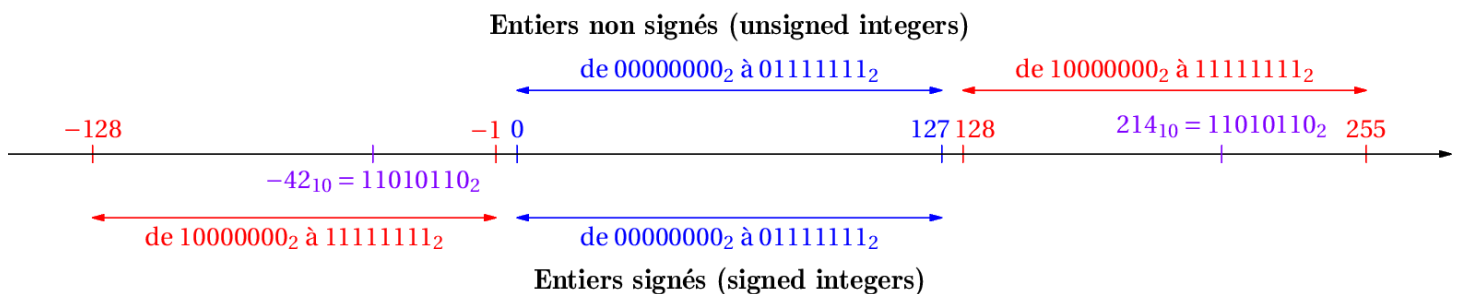 Entiers non signés (unsigned integers)
de 00000000₂ à 01111111₂
de 10000000₂ à 11111111₂
−128
−1
0
127
128
214₁₀ = 11010110₂
255
−42₁₀ = 11010110₂
de 10000000₂ à 11111111₂
de 00000000₂ à 01111111₂
Entiers signés (signed integers)